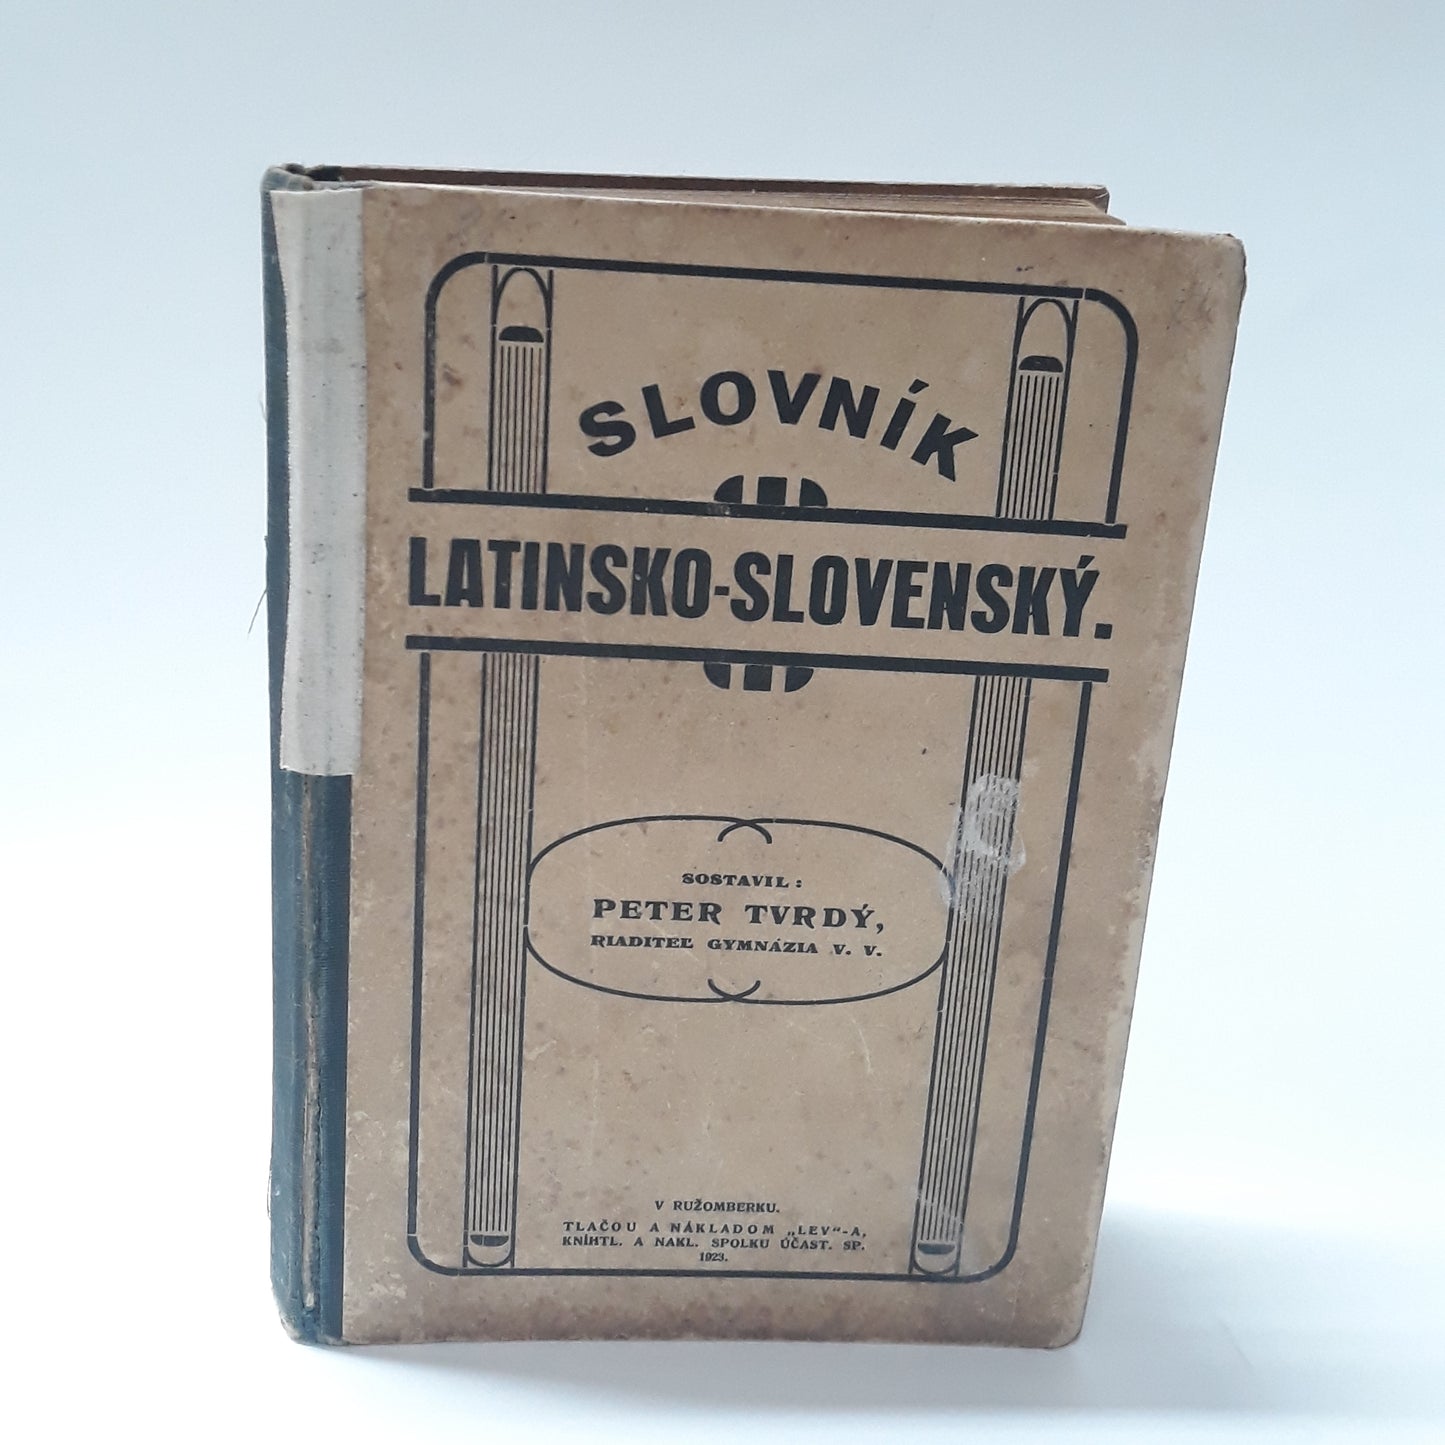 SLOVNÍK
LATINSKO-SLOVENSKÝ.
SOSTAVIL:
PETER TVRDÝ,
RIADITEĽ GYMNÁZIA V. V.
V RUŽOMBERKU.
TLAČOU A NÁKLADOM „LEV“-A,
KNÍHTL. A NAKL. SPOLKU ÚČAST. SP.
1923.